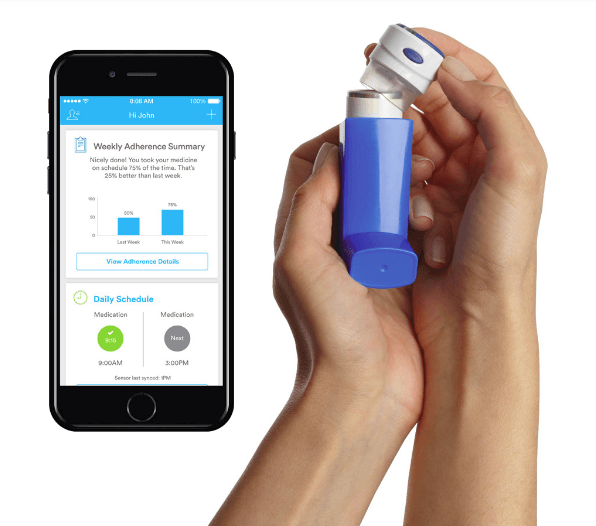 9:08 AM
100%
Hi John
Weekly Adherence Summary
Nicely done! You took your medicine
on schedule 75% of the time. That's
25% better than last week.
100
50
0
50%
75%
Last Week
This Week
View Adherence Details
Daily Schedule
Medication
Medication
9:15
Next
9:00AM
3:00PM
Sensor last synced: 1PM